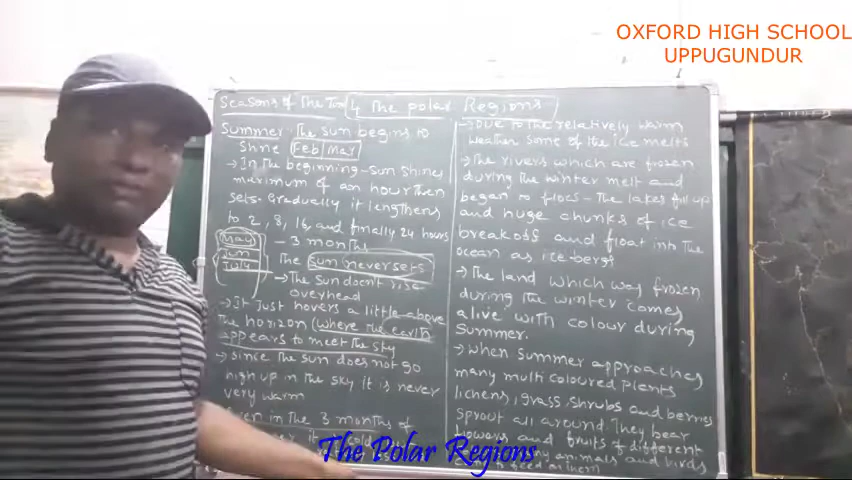 OXFORD HIGH SCHOOL
UPPUGUNDUR
Seasons of The
4 The polar Regions
Summer. The sun begins to
Shne Feb/May
→ In the beginning - sun shines
maximum of an hour then
sets. Gradually it lengthens
to 2, 8, 16, and finally 24 hours
May - 3 months
Jun The sun never sets
July → The sun don't rise
overhead
→ It just hovers a little above
the horizon (where the earth
appears to meet the sky
→ since the sun does not go
high up in the sky it is never
very warm
in the 3 months of
it
→ Due to the relatively warm
weather some of the ice melts
→ The rivers which are frozen
during the winter melt and
began to flow - The lakes fill up
and huge chunks of ice
breakoff and float into the
ocean as ice bergs
→ The land which was frozen
during the winter comes
alive with colour during
Summer.
→ when summer approaches
many multi coloured plants
lichens, grass, shrubs and berries
sprout all around. They bear
flowers and fruits of different
animals and birds
to feed on them
The Polar Regions